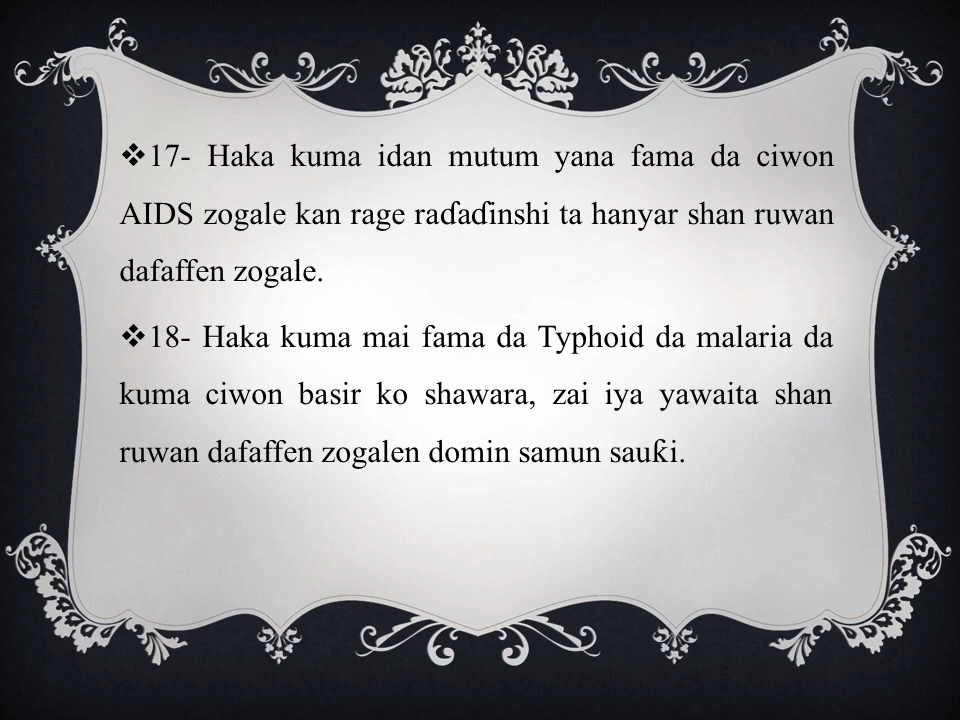 ❖17- Haka kuma idan mutum yana fama da ciwon
AIDS zogale kan rage raɗaɗinshi ta hanyar shan ruwan
dafaffen zogale.
❖18- Haka kuma mai fama da Typhoid da malaria da
kuma ciwon basir ko shawara, zai iya yawaita shan
ruwan dafaffen zogalen domin samun sauƙi.